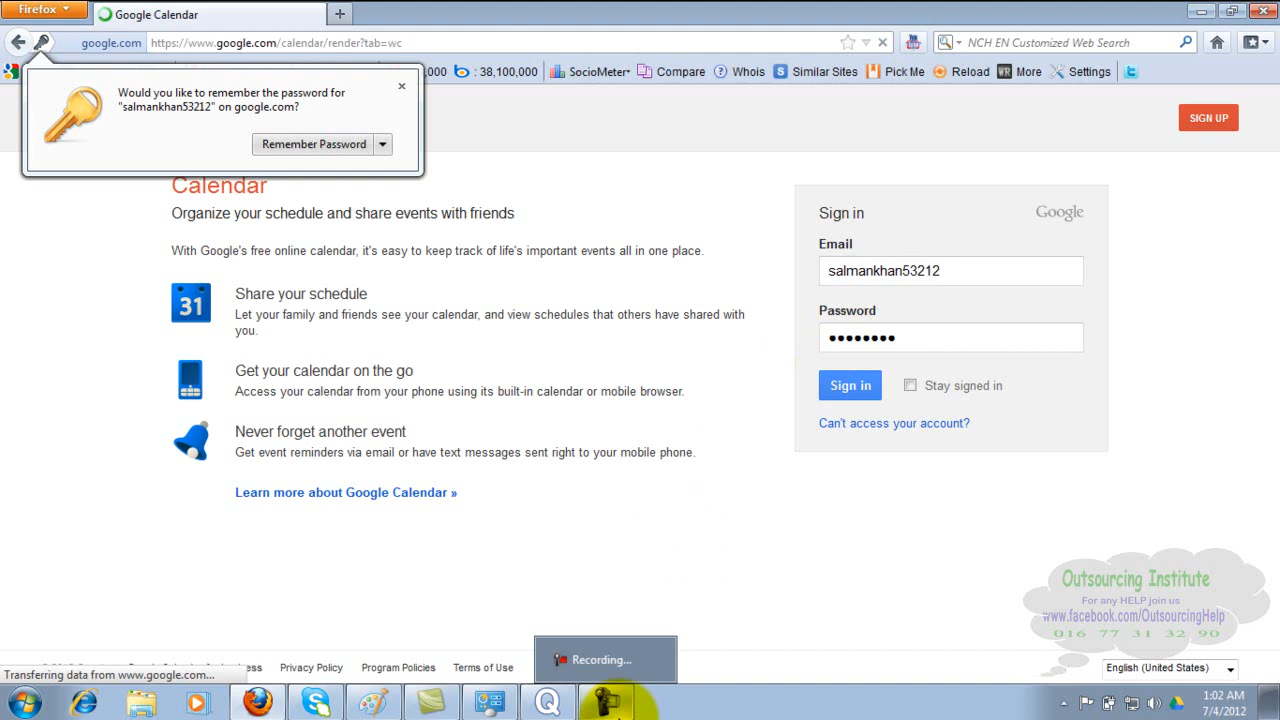 Firefox
Google Calendar
google.com
https://www.google.com/calendar/render?tab=wc
NCH EN Customized Web Search
,000
: 38,100,000
SocioMeter
Compare
Whois
Similar Sites
Pick Me
Reload
More
Settings
Would you like to remember the password for
"salmankhan53212" on google.com?
Remember Password
SIGN UP
Calendar
Organize your schedule and share events with friends
With Google's free online calendar, it's easy to keep track of life's important events all in one place.
31
Share your schedule
Let your family and friends see your calendar, and view schedules that others have shared with
you.
Get your calendar on the go
Access your calendar from your phone using its built-in calendar or mobile browser.
Never forget another event
Get event reminders via email or have text messages sent right to your mobile phone.
Learn more about Google Calendar »
Sign in
Google
Email
salmankhan53212
Password
Sign in
Stay signed in
Can't access your account?
Outsourcing Institute
For any HELP join us
www.facebook.com/OutsourcingHelp
016 77 31 32 90
Recording...
Privacy Policy
Program Policies
Terms of Use
English (United States)
Transferring data from www.google.com...
1:02 AM
7/4/2012